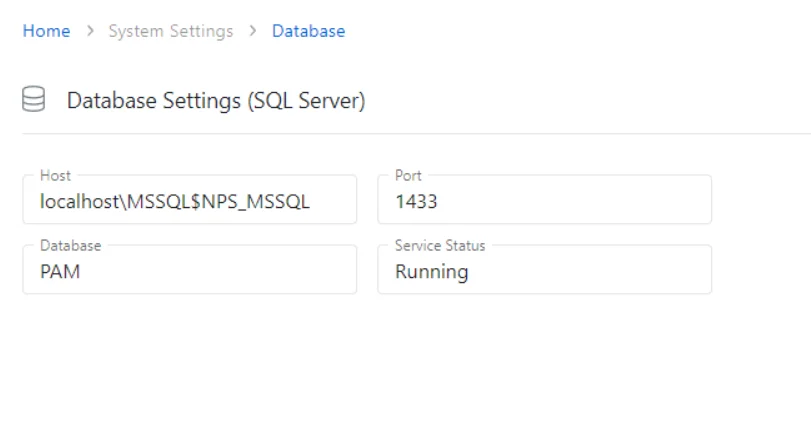 Home > System Settings > Database
Database Settings (SQL Server)
Host
localhost\MSSQL$NPS_MSSQL
Port
1433
Database
PAM
Service Status
Running